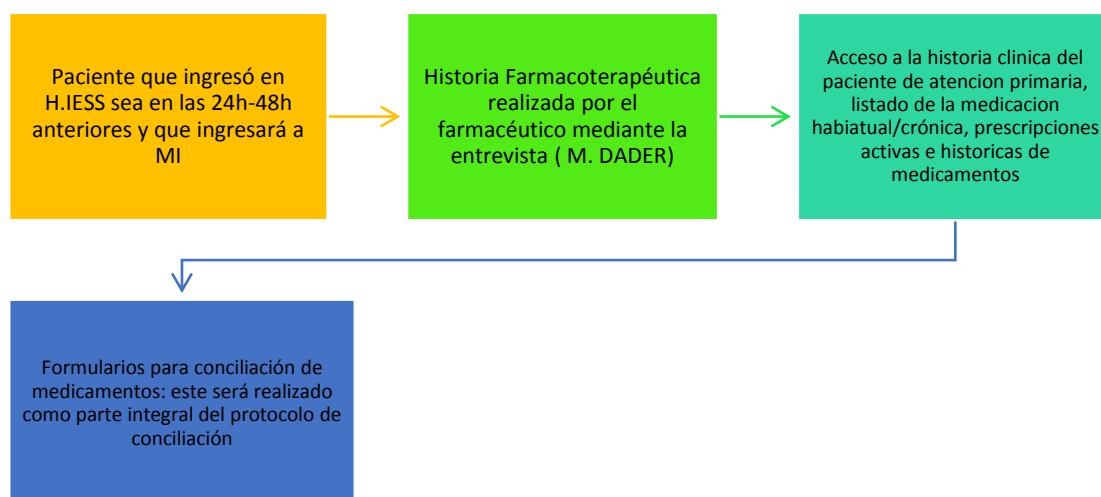 Paciente que ingresó en
H.IESS sea en las 24h-48h
anteriores y que ingresará a
MI
Historia Farmacoterapéutica
realizada por el
farmacéutico mediante la
entrevista ( M. DADER)
Acceso a la historia clinica del
paciente de atencion primaria,
listado de la medicacion
habiatual/crónica, prescripciones
activas e historicas de
medicamentos
Formularios para conciliación de
medicamentos: este será realizado
como parte integral del protocolo de
conciliación